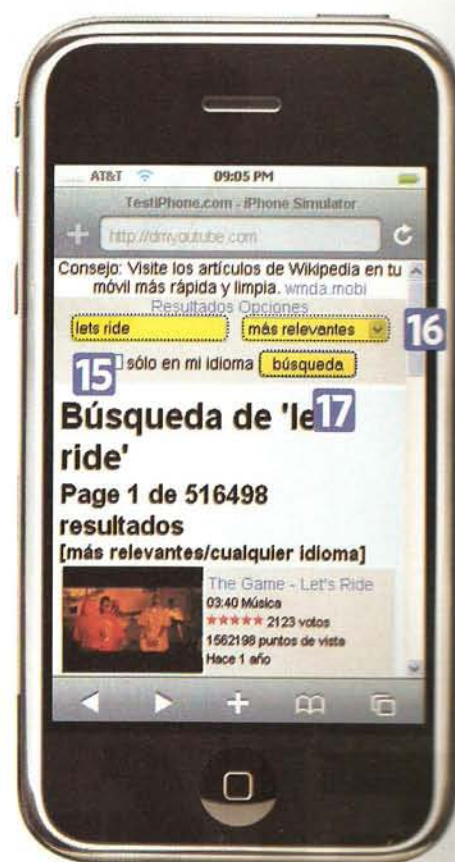 AT&T 09:05 PM
TestiPhone.com - iPhone Simulator
http://dmyoutube.com
Consejo: Visite los artículos de Wikipedia en tu
móvil más rápida y limpia. wmda.mobi
Resultados Opciones
lets ride más relevantes 16
15 sólo en mi idioma búsqueda
Búsqueda de 'le 17
ride'
Page 1 de 516498
resultados
[más relevantes/cualquier idioma]
The Game - Let's Ride
03:40 Música
★★★★★ 2123 votos
1562198 puntos de vista
Hace 1 año